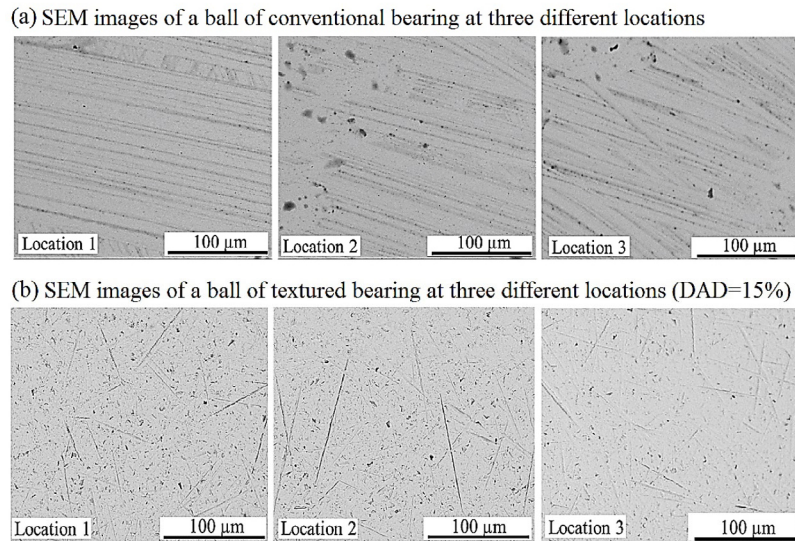 (a) SEM images of a ball of conventional bearing at three different locations
Location 1 100 µm
Location 2 100 µm
Location 3 100 µm
(b) SEM images of a ball of textured bearing at three different locations (DAD=15%)
Location 1 100 µm
Location 2 100 µm
Location 3 100 µm